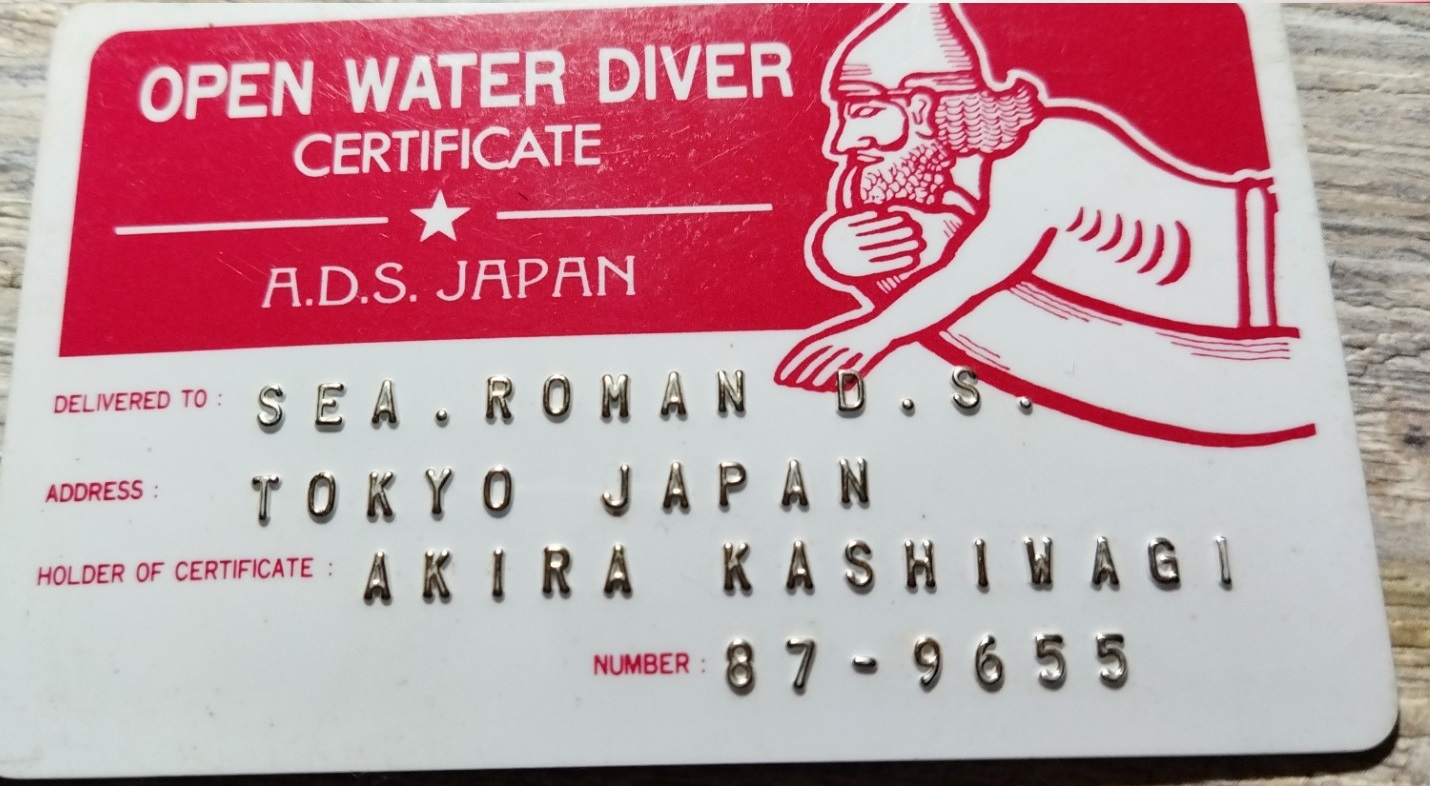 OPEN WATER DIVER
CERTIFICATE
A.D.S. JAPAN
DELIVERED TO : SEA.ROMAN D.S.
ADDRESS : TOKYO JAPAN
HOLDER OF CERTIFICATE : AKIRA KASHIWAGI
NUMBER : 87-9655